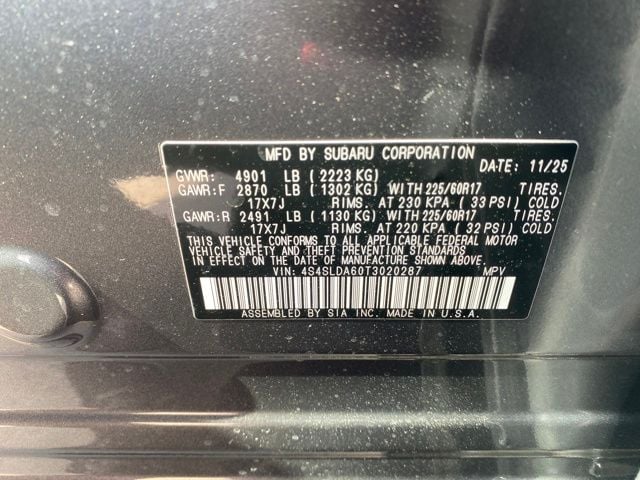 MFD BY SUBARU CORPORATION
DATE: 11/25
GVWR: 4901 LB (2223 KG)
GAWR:F 2870 LB (1302 KG) WITH 225/60R17 TIRES.
17X7J RIMS. AT 230 KPA (33 PSI) COLD
GAWR:R 2491 LB (1130 KG) WITH 225/60R17 TIRES.
17X7J RIMS. AT 220 KPA (32 PSI) COLD
THIS VEHICLE CONFORMS TO ALL APPLICABLE FEDERAL MOTOR
VEHICLE SAFETY AND THEFT PREVENTION STANDARDS
IN EFFECT ON THE DATE OF MANUFACTURE SHOWN ABOVE.
VIN: 4S4SLDA60T3020287 MPV
ASSEMBLED BY SIA INC. MADE IN U.S.A.